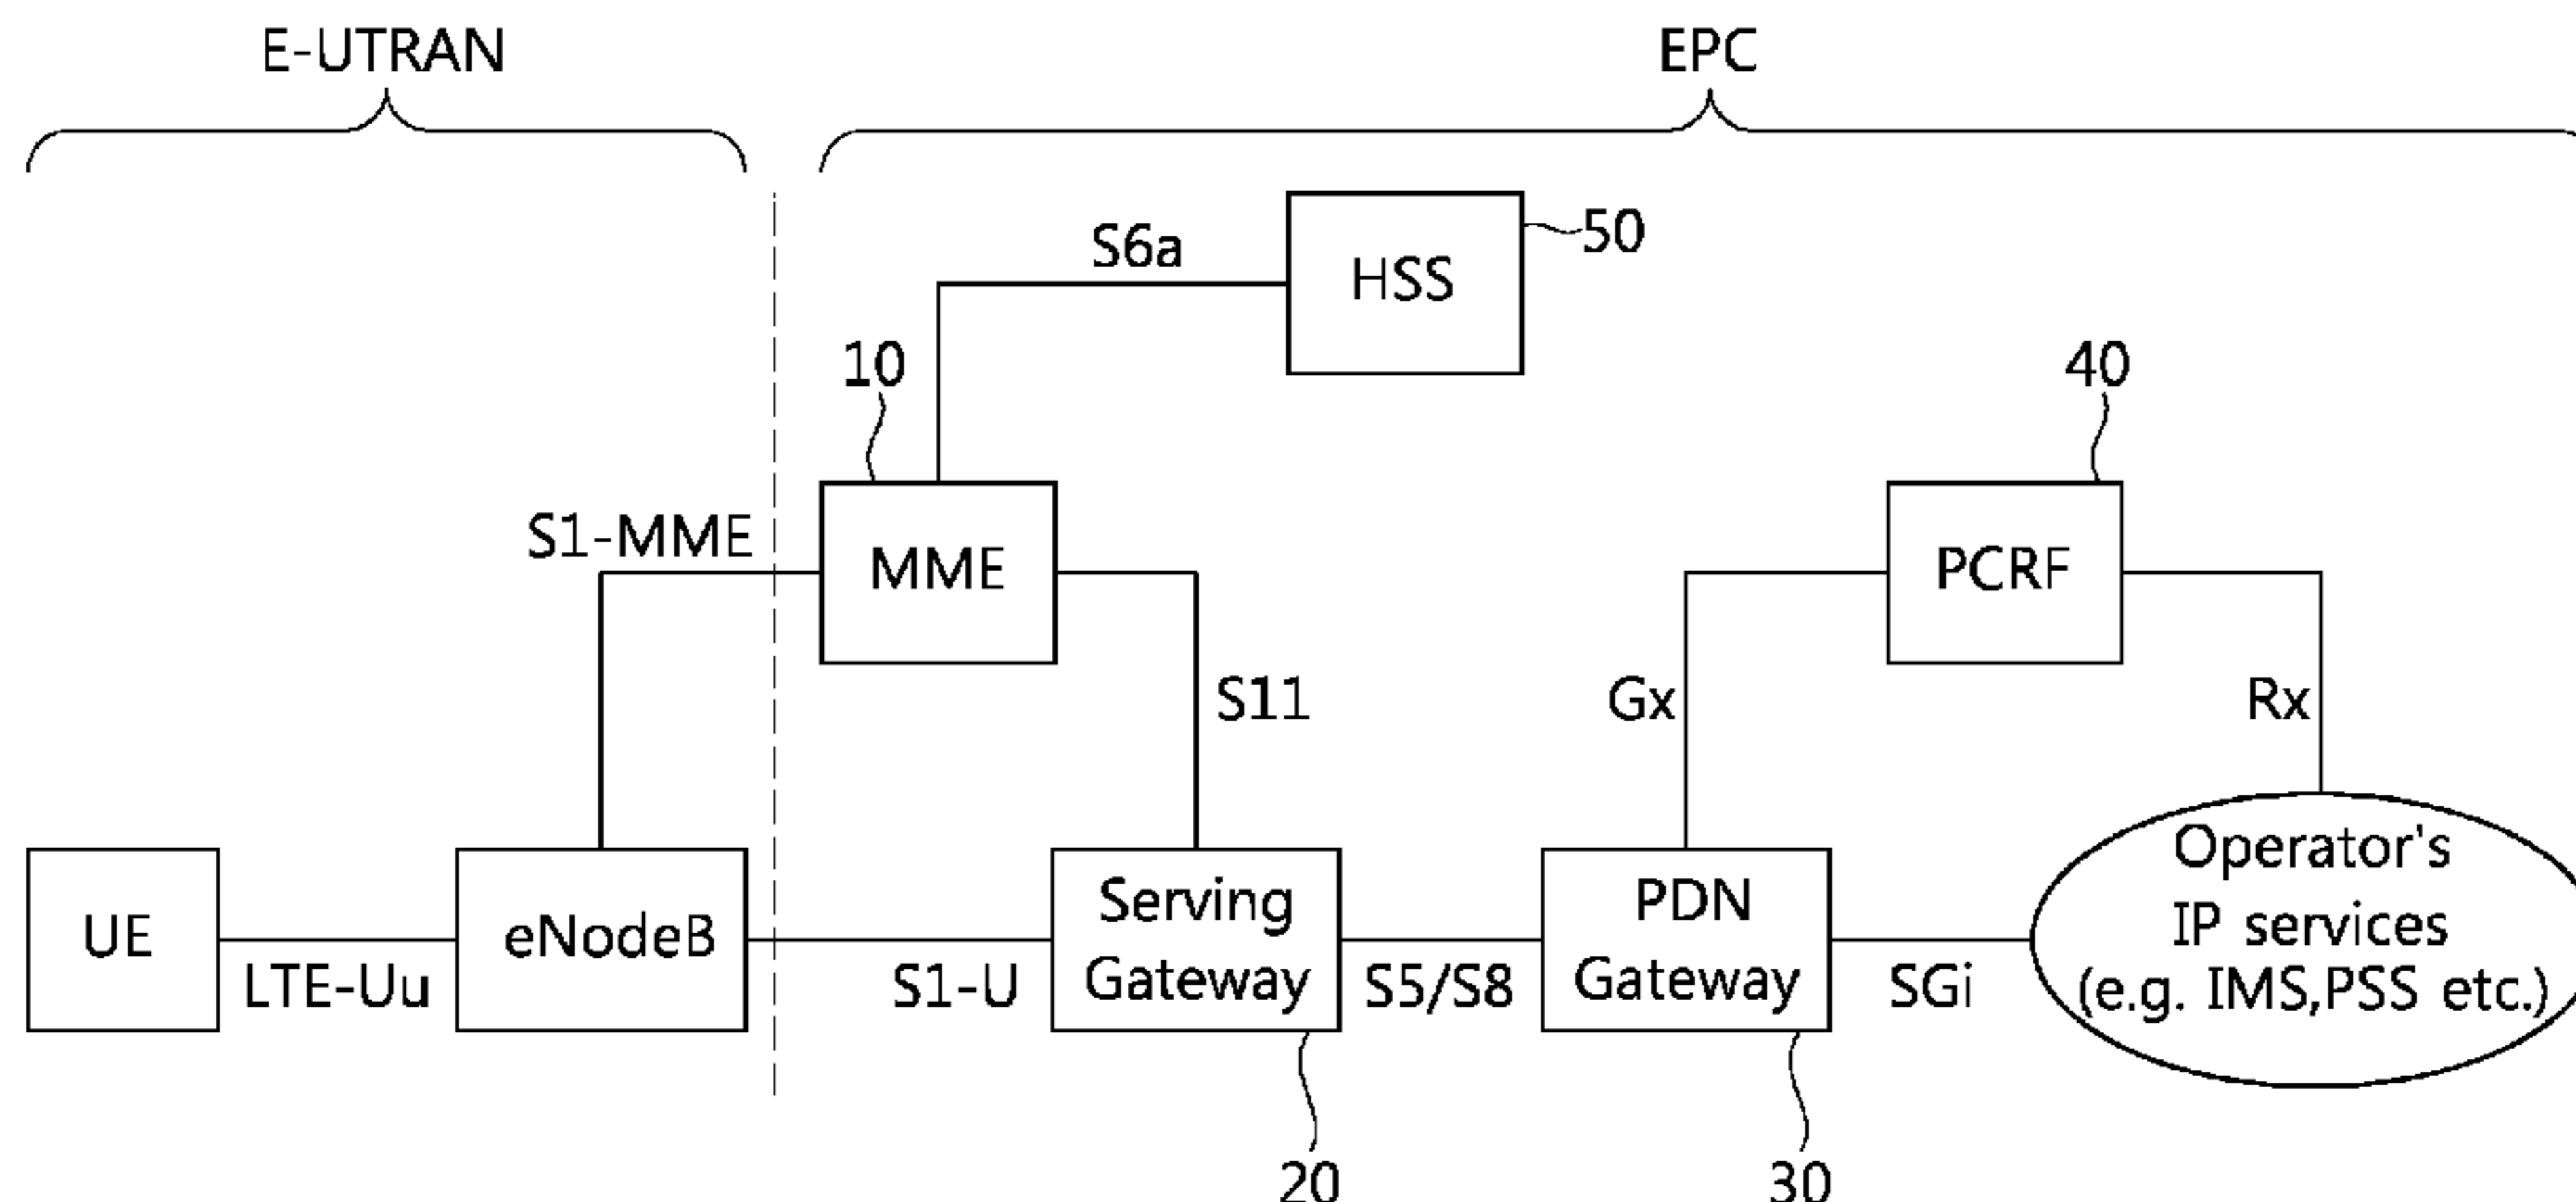 E-UTRAN
EPC
S6a
HSS
50
10
40
S1-MME
MME
PCRF
S11
Gx
Rx
UE
LTE-Uu
eNodeB
S1-U
Serving
Gateway
S5/S8
PDN
Gateway
SGi
Operator's
IP services
(e.g. IMS,PSS etc.)
20
30